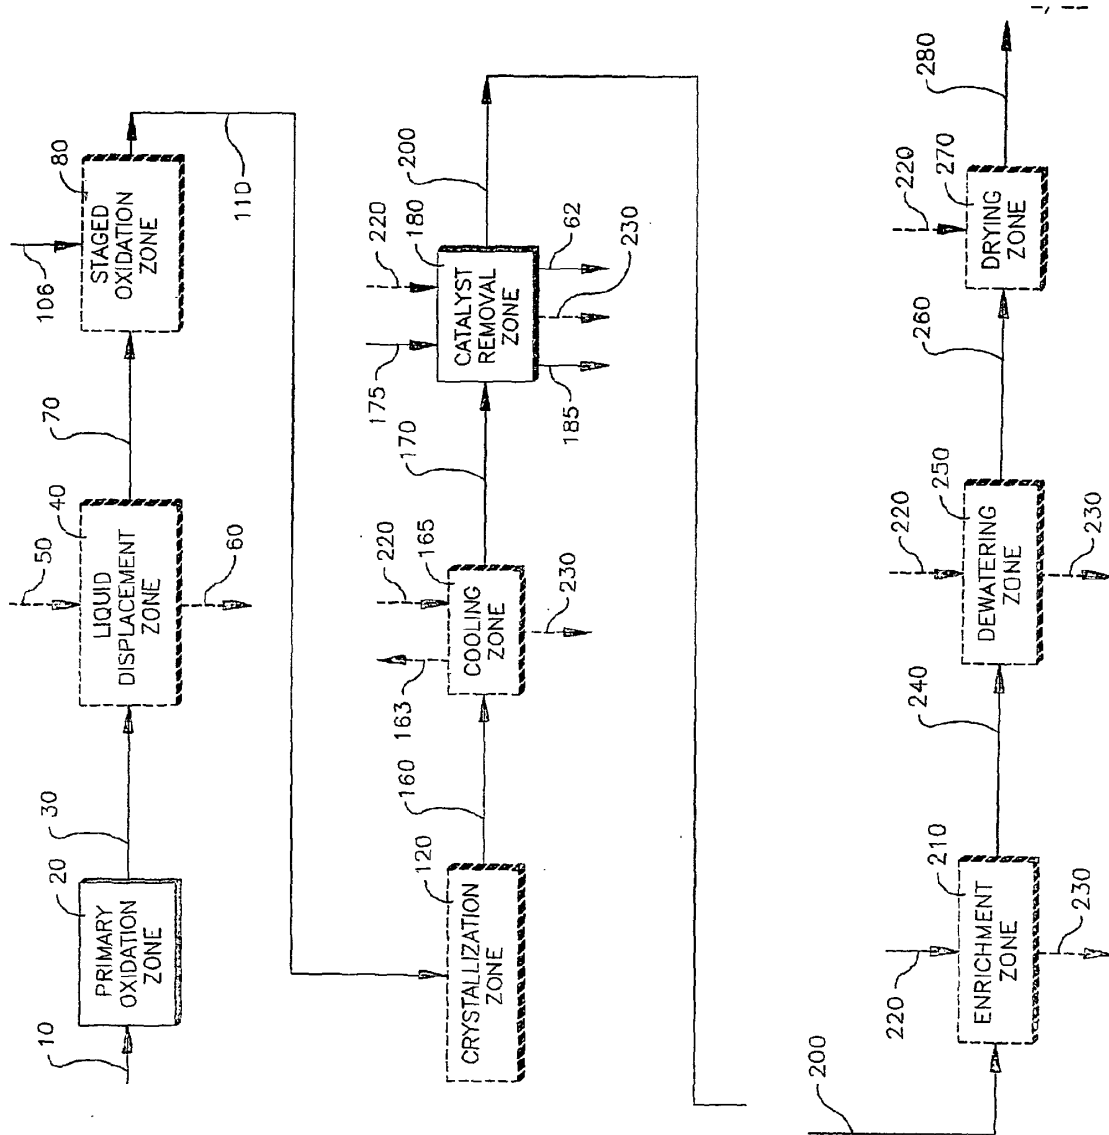 10
20
PRIMARY
OXIDATION
ZONE
30
50
40
LIQUID
DISPLACEMENT
ZONE
60
70
106
80
STAGED
OXIDATION
ZONE
110
120
CRYSTALLIZATION
ZONE
160
163
220
165
COOLING
ZONE
230
170
175
220
180
CATALYST
REMOVAL
ZONE
185
230
62
200
200
220
210
ENRICHMENT
ZONE
230
240
220
250
DEWATERING
ZONE
230
260
220
270
DRYING
ZONE
280